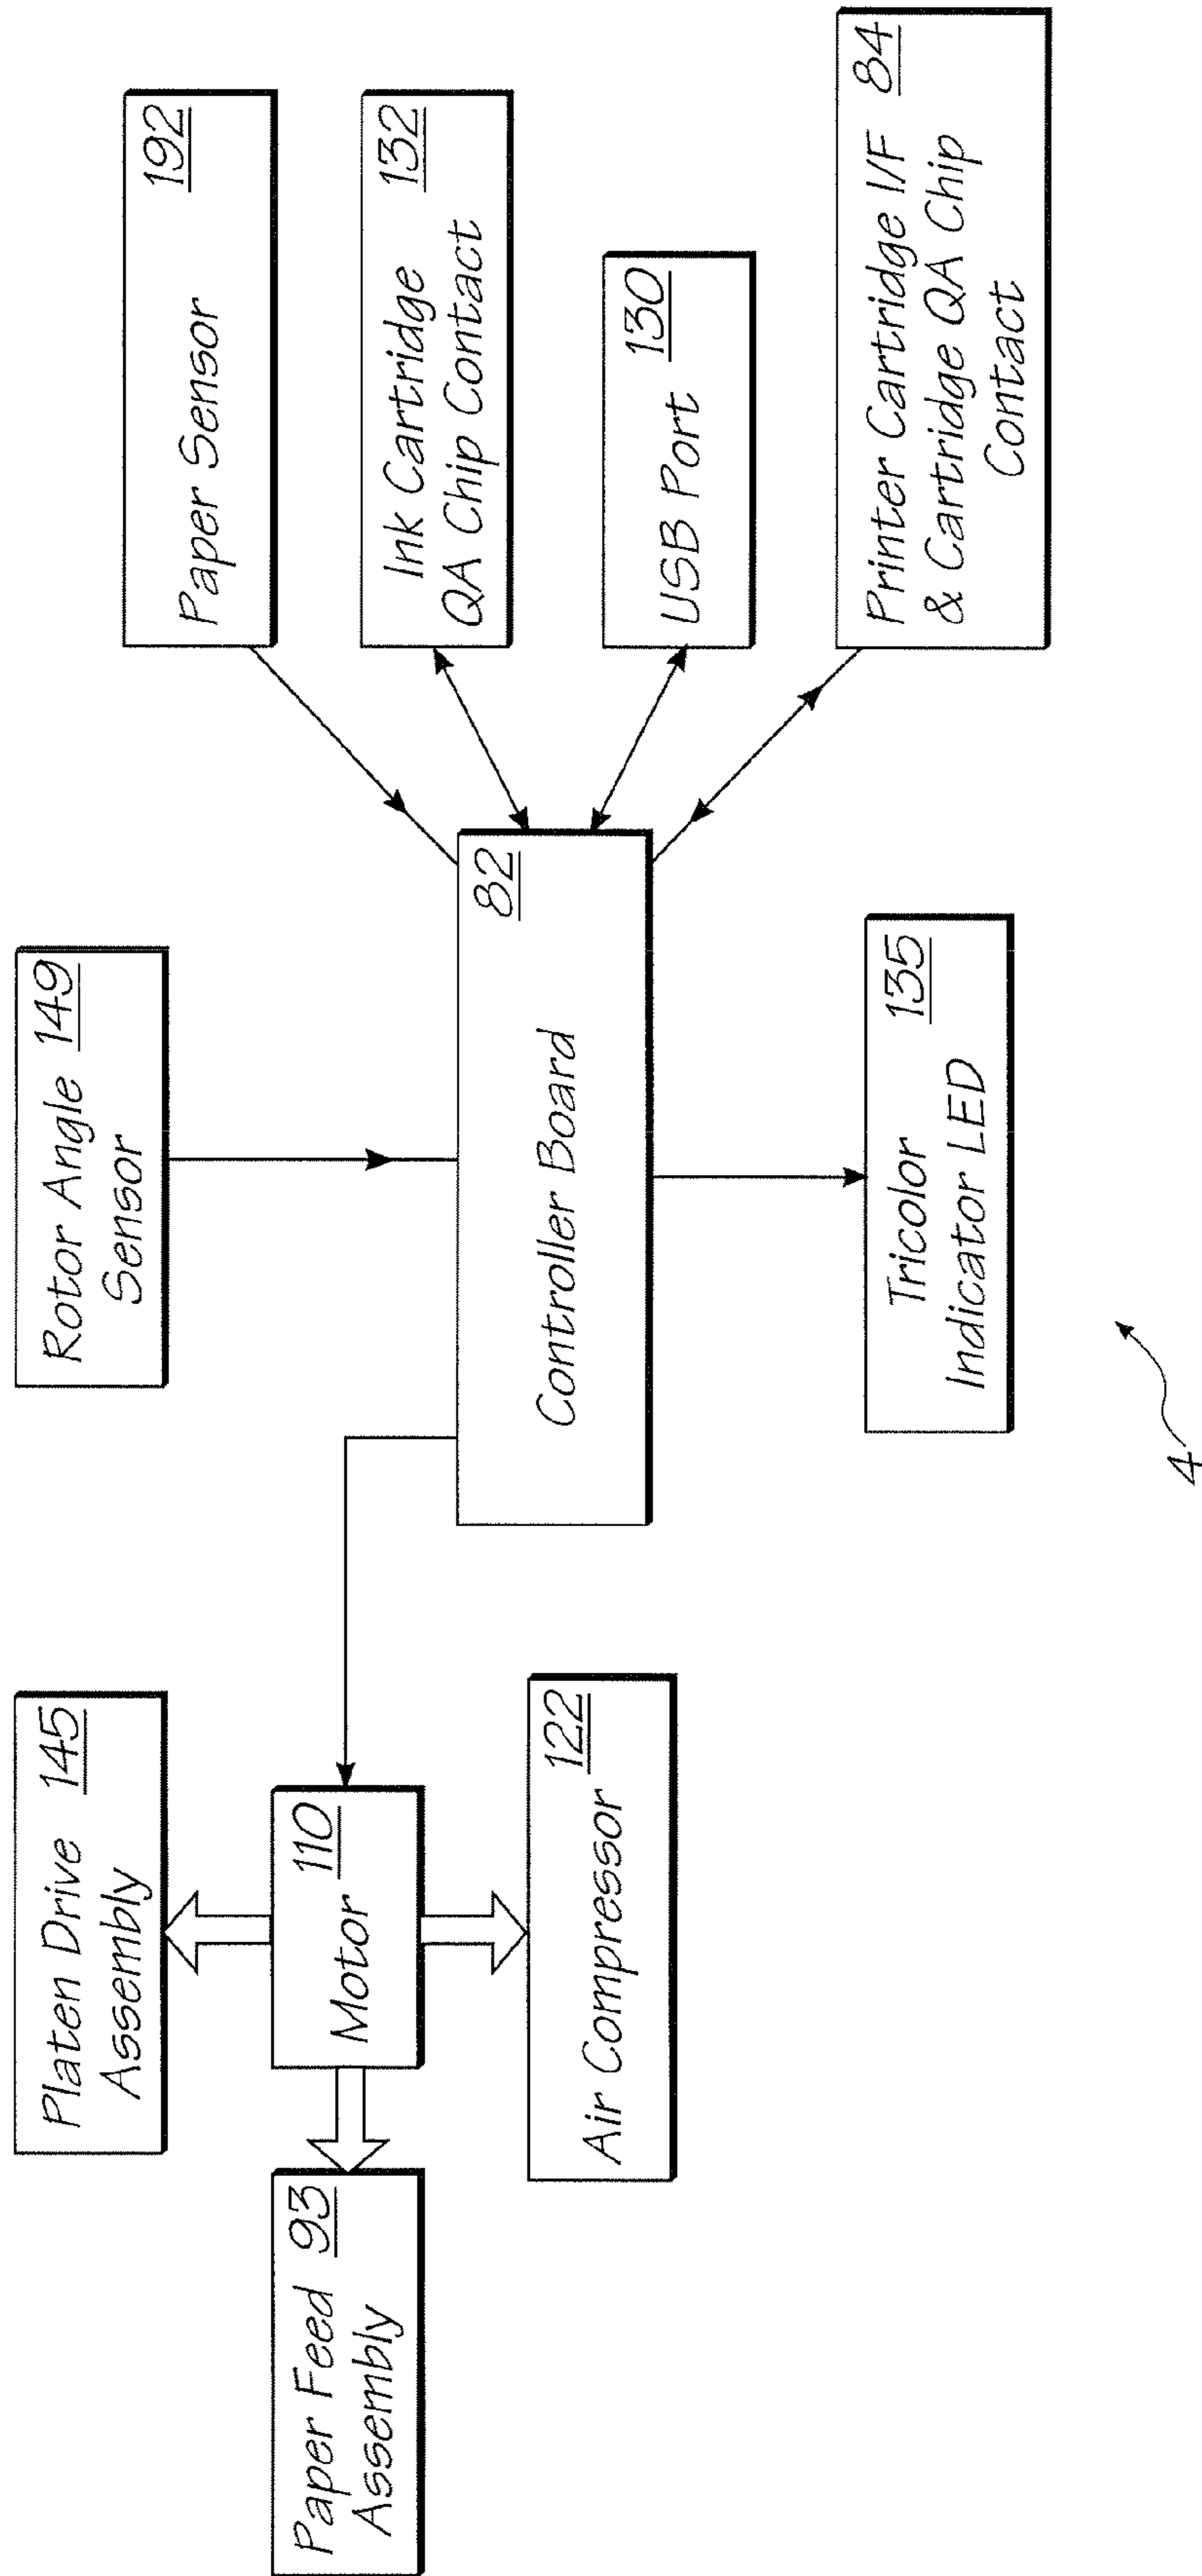 Platen Drive 145
Assembly
Rotor Angle 149
Sensor
Paper Sensor 192
Paper Feed 93
Assembly
Motor 110
Ink Cartridge 132
QA Chip Contact
Air Compressor 122
Controller Board 82
USB Port 130
Tricolor 135
Indicator LED
Printer Cartridge I/F 84
& Cartridge QA Chip
Contact
4